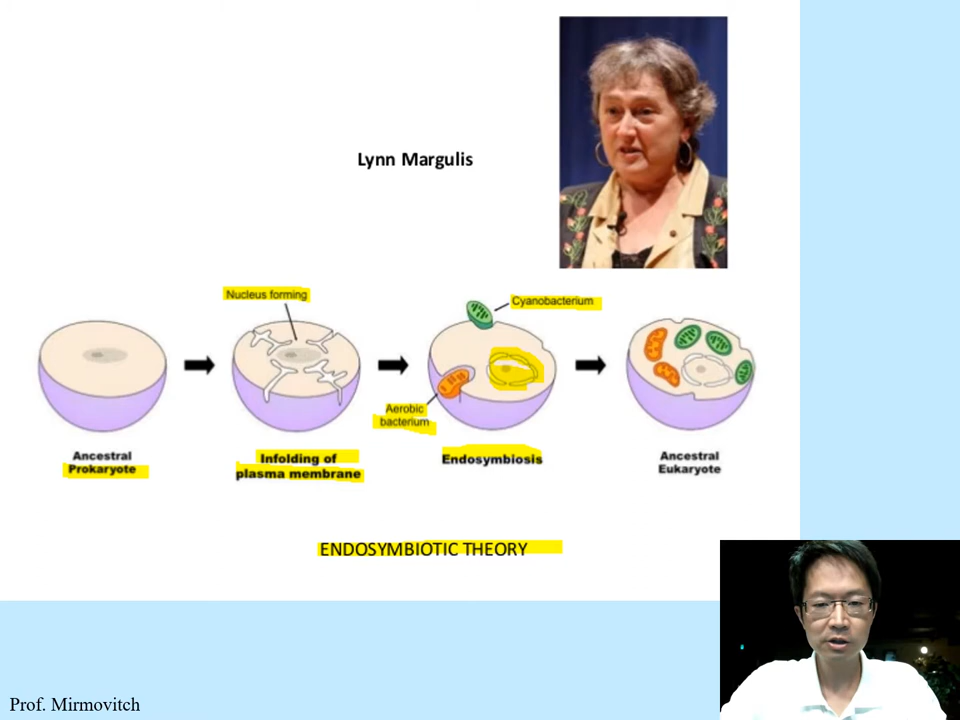 Lynn Margulis
Nucleus forming
Cyanobacterium
Aerobic
bacterium
Ancestral
Prokaryote
Infolding of
plasma membrane
Endosymbiosis
Ancestral
Eukaryote
ENDOSYMBIOTIC THEORY
Prof. Mirmovitch